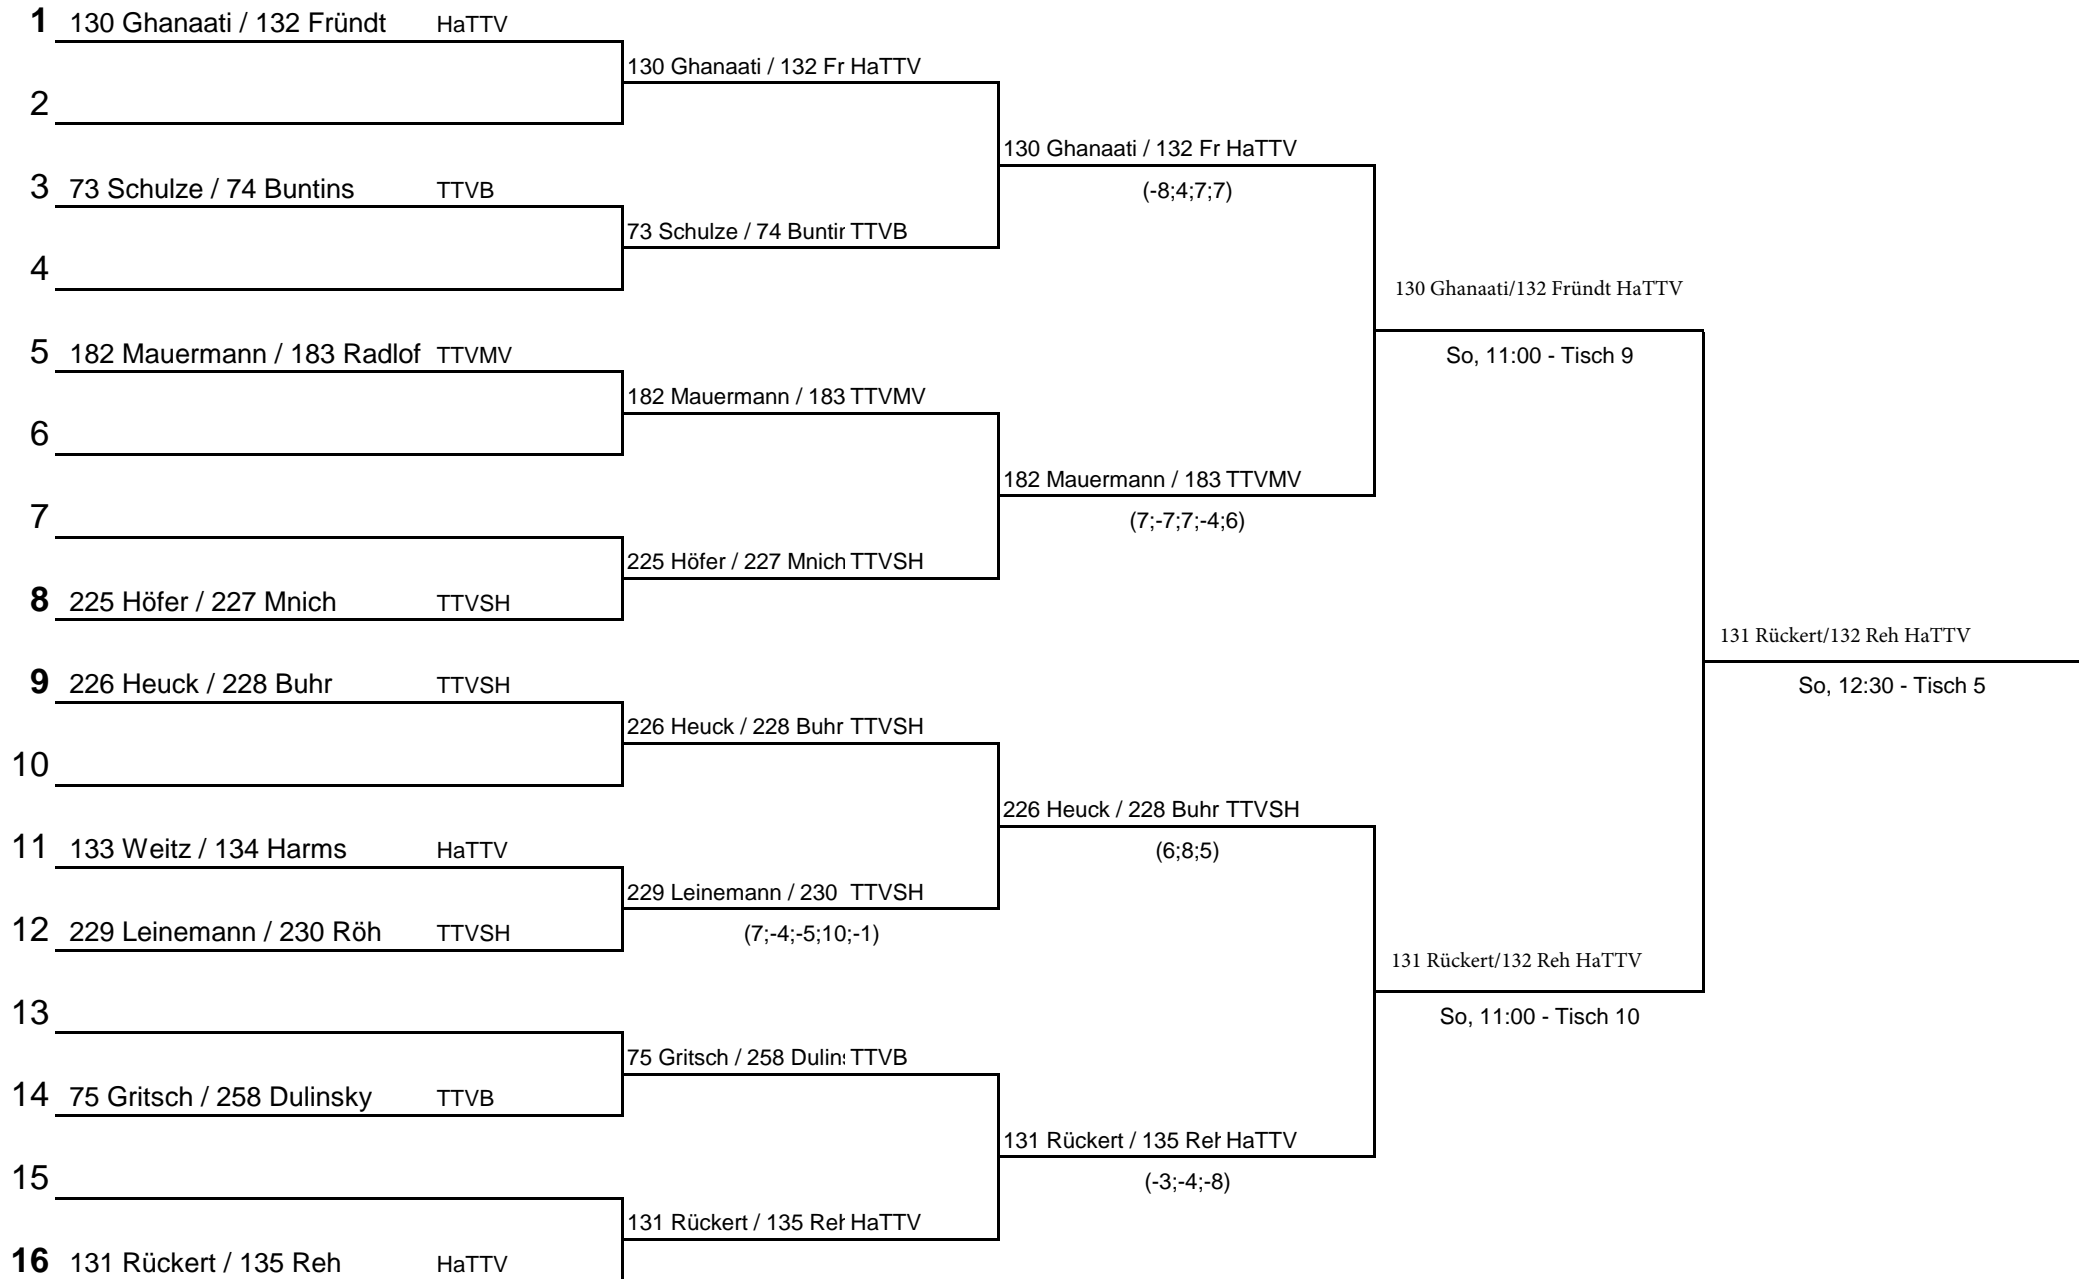 1 130 Ghanaati / 132 Fründt HaTTV
130 Ghanaati / 132 Fr HaTTV
2
130 Ghanaati / 132 Fr HaTTV
3 73 Schulze / 74 Buntins TTVB
(-8;4;7;7)
73 Schulze / 74 Buntin TTVB
4
130 Ghanaati/132 Fründt HaTTV
5 182 Mauermann / 183 Radlof TTVMV
So, 11:00 - Tisch 9
182 Mauermann / 183 TTVMV
6
182 Mauermann / 183 TTVMV
7
(7;-7;7;-4;6)
225 Höfer / 227 Mnich TTVSH
8 225 Höfer / 227 Mnich TTVSH
131 Rückert/132 Reh HaTTV
9 226 Heuck / 228 Buhr TTVSH
So, 12:30 - Tisch 5
226 Heuck / 228 Buhr TTVSH
10
226 Heuck / 228 Buhr TTVSH
11 133 Weitz / 134 Harms HaTTV
(6;8;5)
229 Leinemann / 230 TTVSH
12 229 Leinemann / 230 Röh TTVSH
(7;-4;-5;10;-1)
131 Rückert/132 Reh HaTTV
13
So, 11:00 - Tisch 10
75 Gritsch / 258 Dulins TTVB
14 75 Gritsch / 258 Dulinsky TTVB
131 Rückert / 135 Reh HaTTV
15
(-3;-4;-8)
131 Rückert / 135 Reh HaTTV
16 131 Rückert / 135 Reh HaTTV